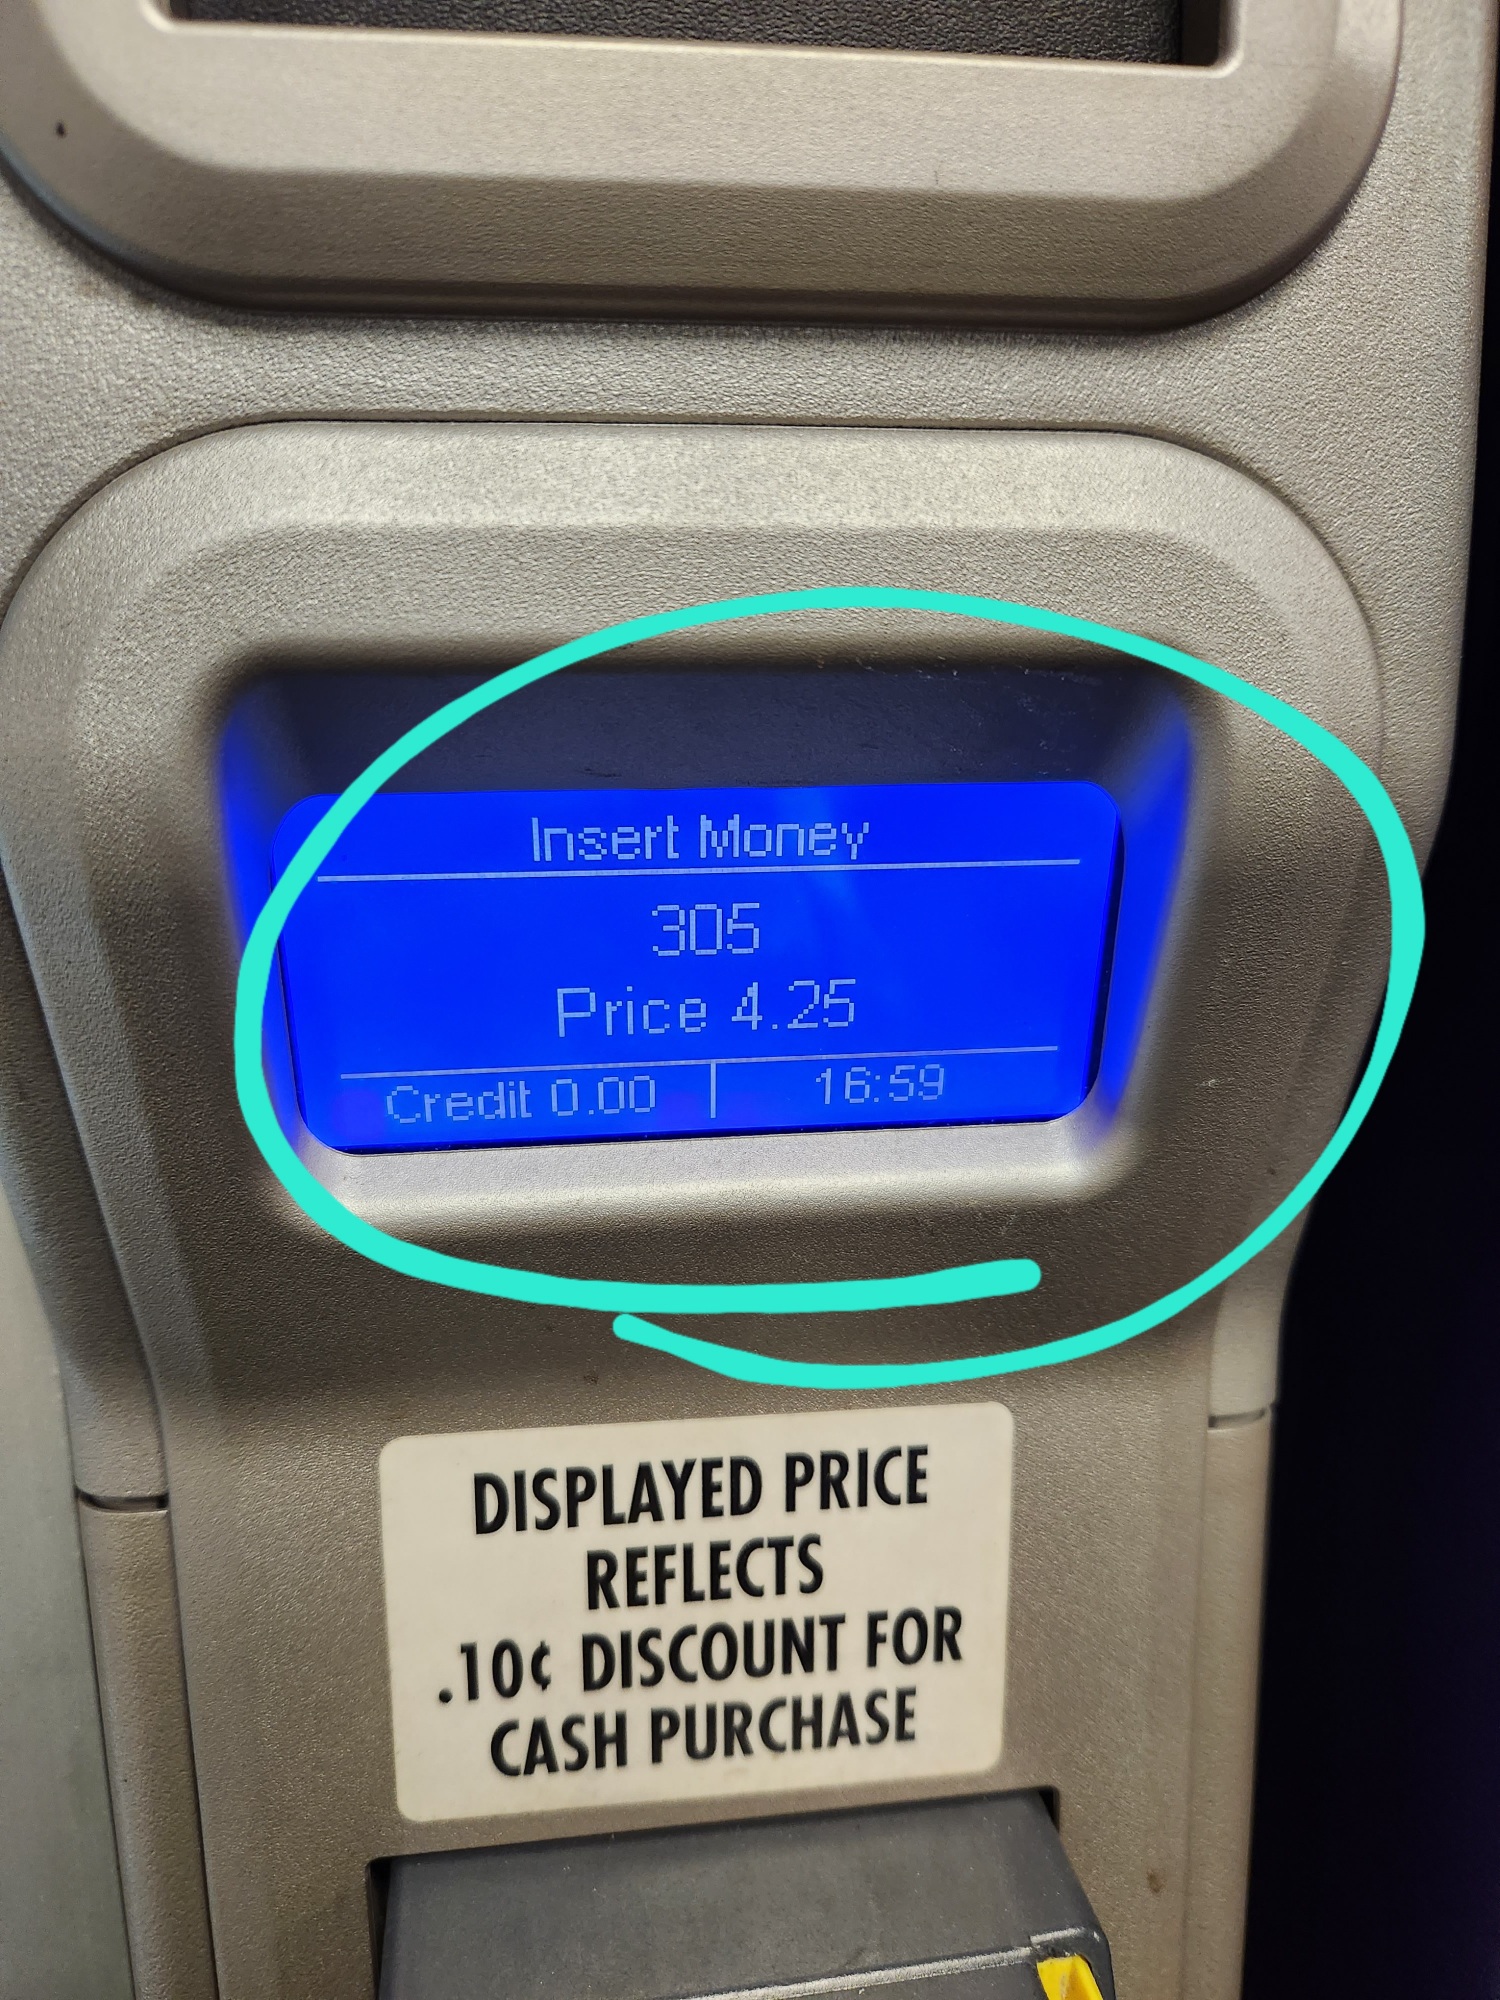 Insert Money
305
Price 4.25
Credit 0.00 16:59
DISPLAYED PRICE
REFLECTS
.10¢ DISCOUNT FOR
CASH PURCHASE